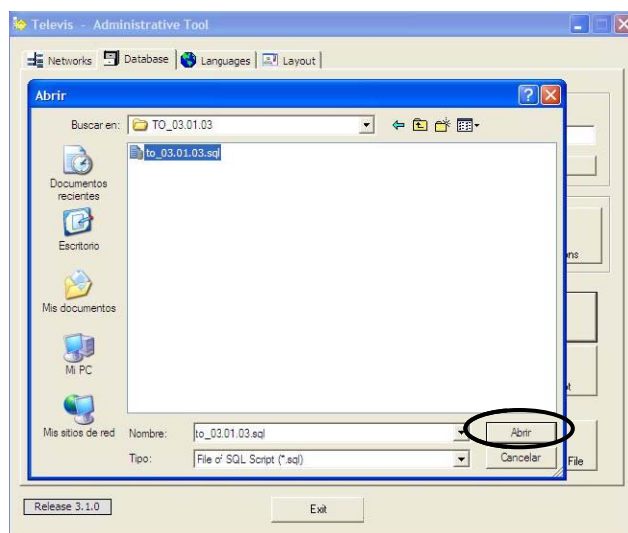 Televis - Administrative Tool
Networks Database Languages Layout
Abrir
Buscar en: TO_03.01.03
to_03.01.03.sql
Documentos
recientes
Escritorio
Mis documentos
Mi PC
Mis sitios de red
Nombre: to_03.01.03.sql Abrir
Tipo: File of SQL Script (*.sql) Cancelar
File
Release 3.1.0 Exit